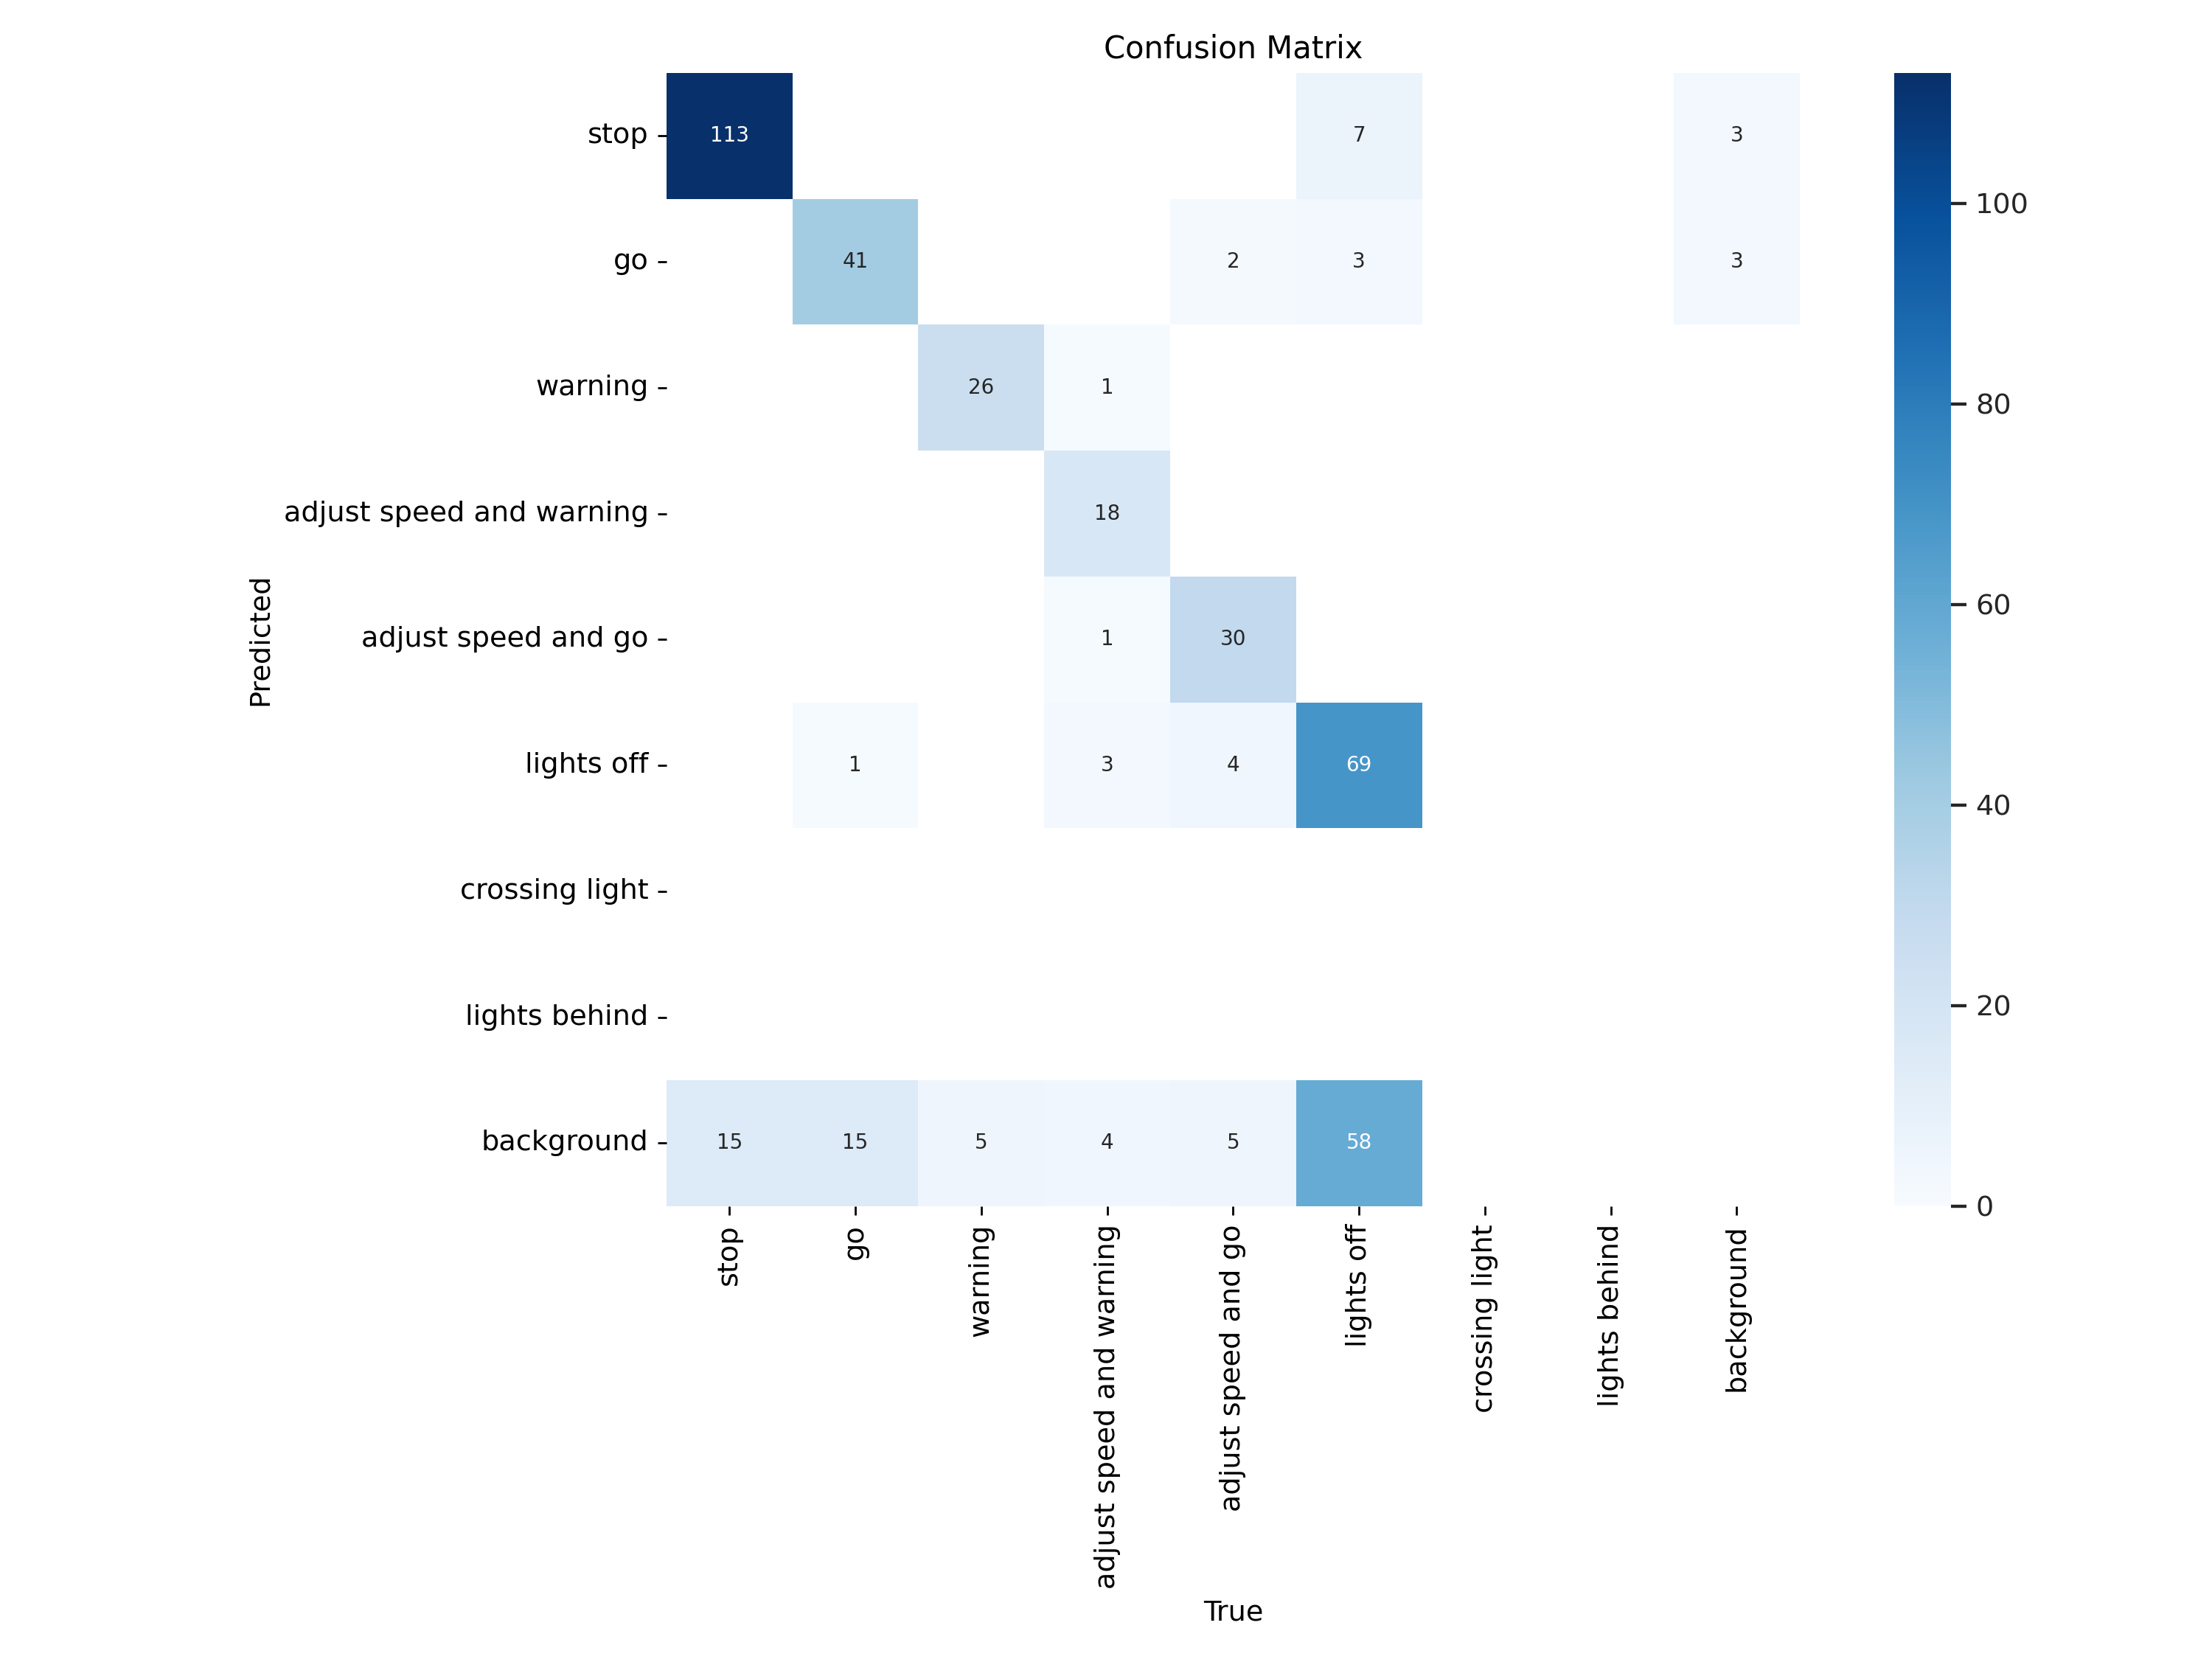 Confusion Matrix
stop 113 7 3
go 41 2 3 3
warning 26 1
adjust speed and warning 18
adjust speed and go 1 30
lights off 1 3 4 69
crossing light
lights behind
background 15 15 5 4 5 58
Predicted
stop
go
warning
adjust speed and warning
adjust speed and go
lights off
crossing light
lights behind
background
True
100
80
60
40
20
0